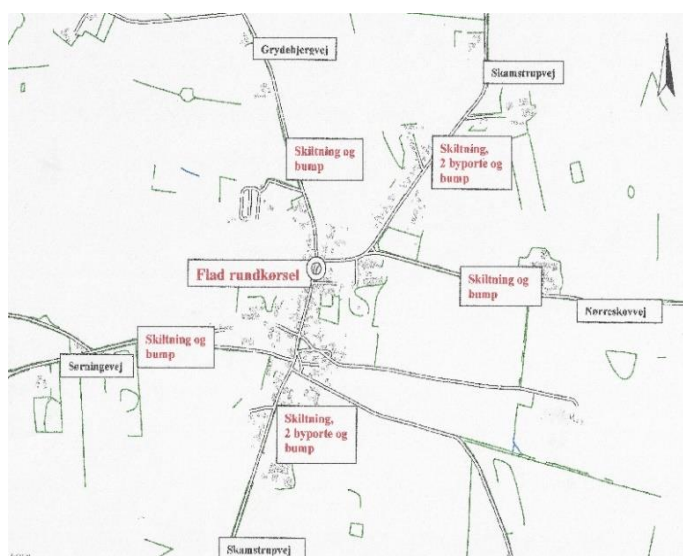 Grydebjergvej
Skamstrupvej
Skiltning og
bump
Skiltning,
2 byporte og
bump
Flad rundkørsel
Skiltning og
bump
Nørreskovvej
Skiltning og
bump
Sørningevej
Skiltning,
2 byporte og
bump
Skamstrupvej